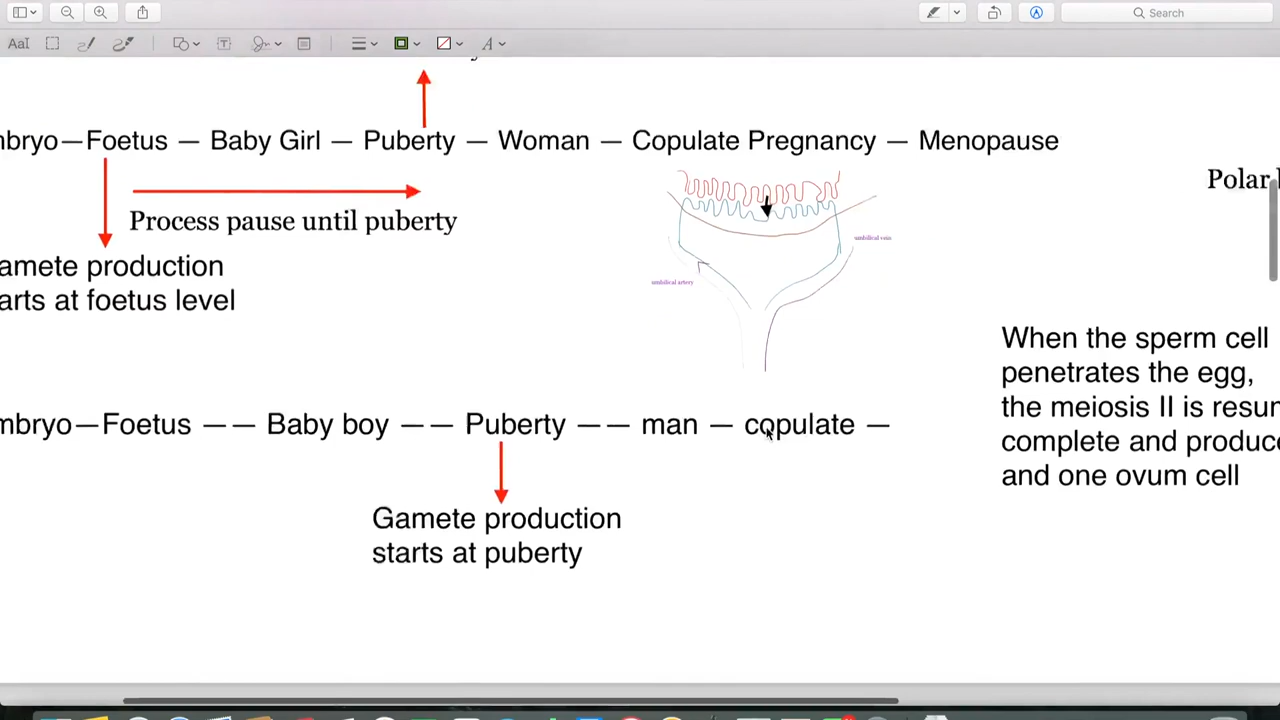 Search
mbryo—Foetus — Baby Girl — Puberty — Woman — Copulate Pregnancy — Menopause
Polar
Process pause until puberty
umbilical vein
amete production
arts at foetus level
umbilical artery
When the sperm cell
penetrates the egg,
the meiosis II is resum
complete and produce
and one ovum cell
mbryo—Foetus —— Baby boy —— Puberty —— man — copulate —
Gamete production
starts at puberty